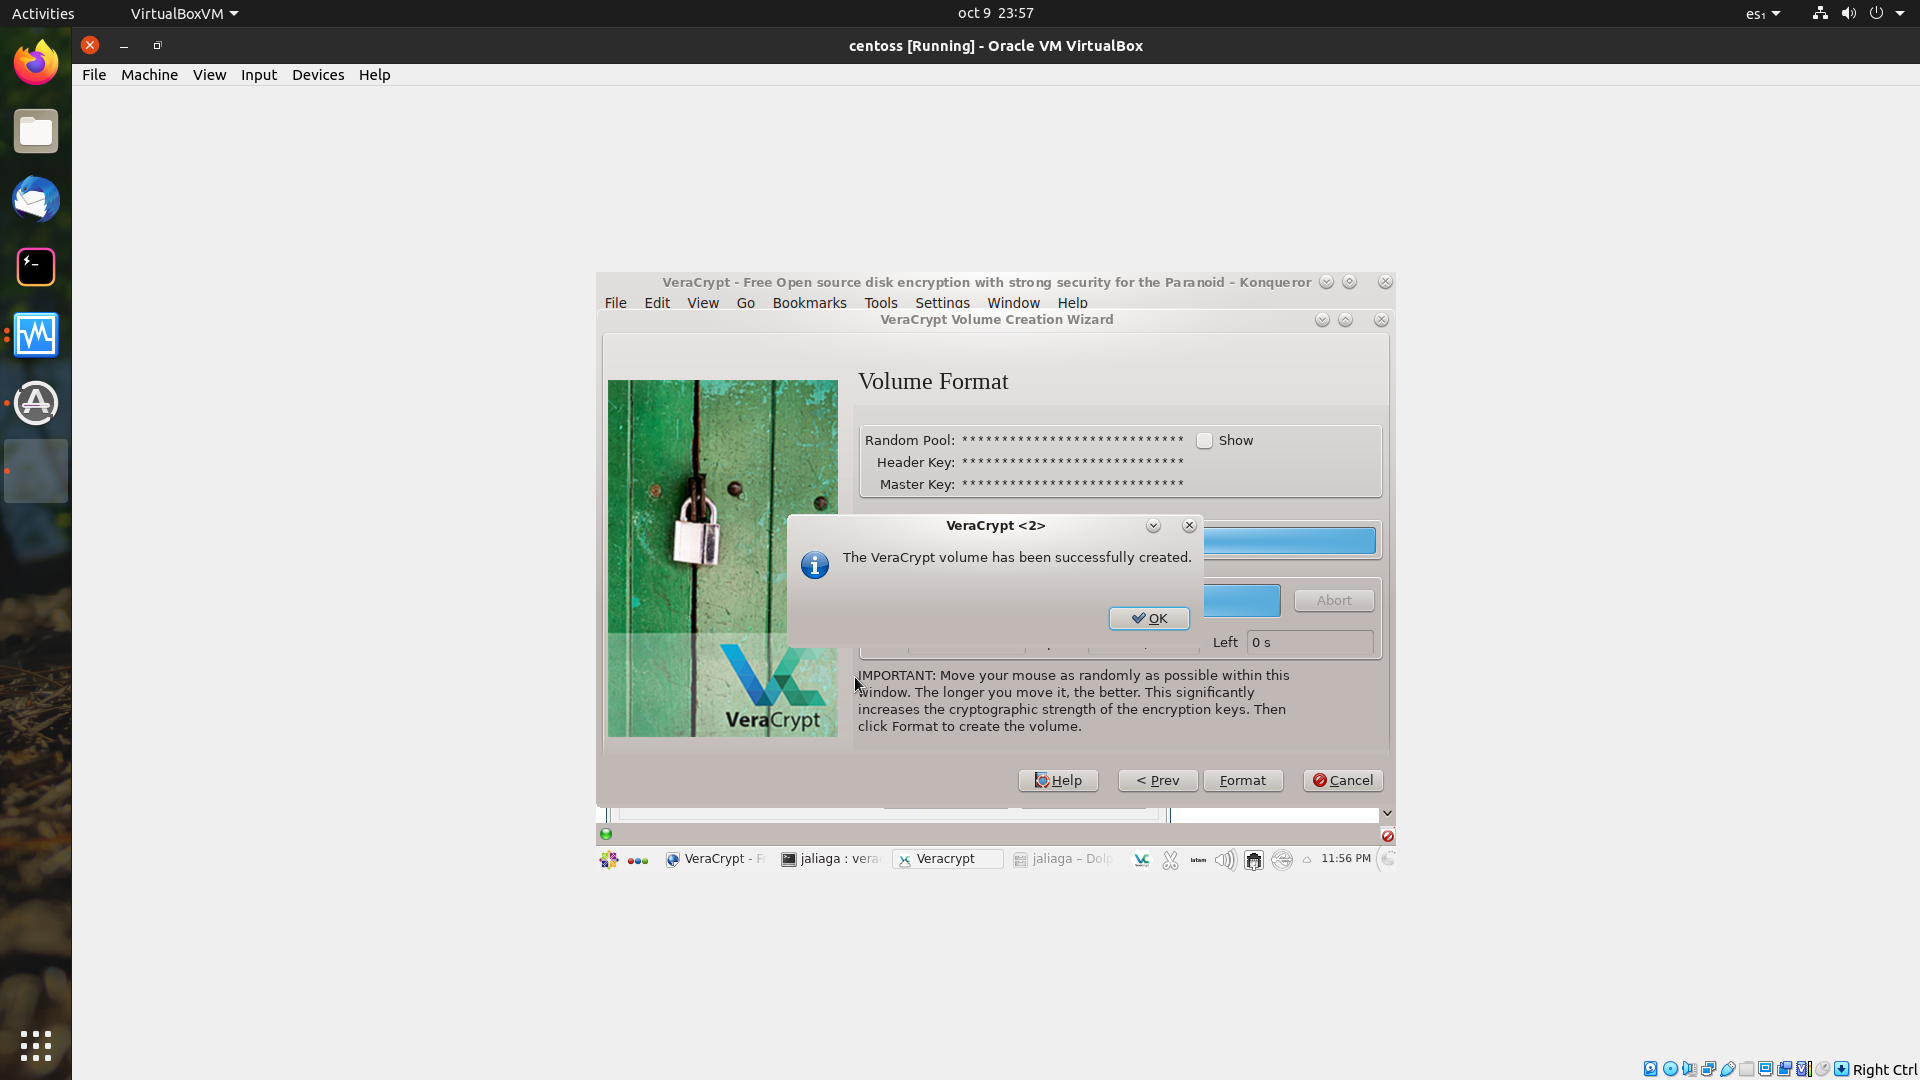 Activities
VirtualBoxVM
oct 9 23:57
es₁
centoss [Running] - Oracle VM VirtualBox
File Machine View Input Devices Help
VeraCrypt - Free Open source disk encryption with strong security for the Paranoid – Konqueror
File Edit View Go Bookmarks Tools Settings Window Help
VeraCrypt Volume Creation Wizard
Volume Format
Random Pool: **************************** Show
Header Key: ****************************
Master Key: ****************************
VeraCrypt <2>
The VeraCrypt volume has been successfully created.
OK
Abort
Left 0 s
IMPORTANT: Move your mouse as randomly as possible within this
window. The longer you move it, the better. This significantly
increases the cryptographic strength of the encryption keys. Then
click Format to create the volume.
VeraCrypt
Help < Prev Format Cancel
VeraCrypt - F
jaliaga : vera
Veracrypt
jaliaga – Dolp
latam
11:56 PM
Right Ctrl